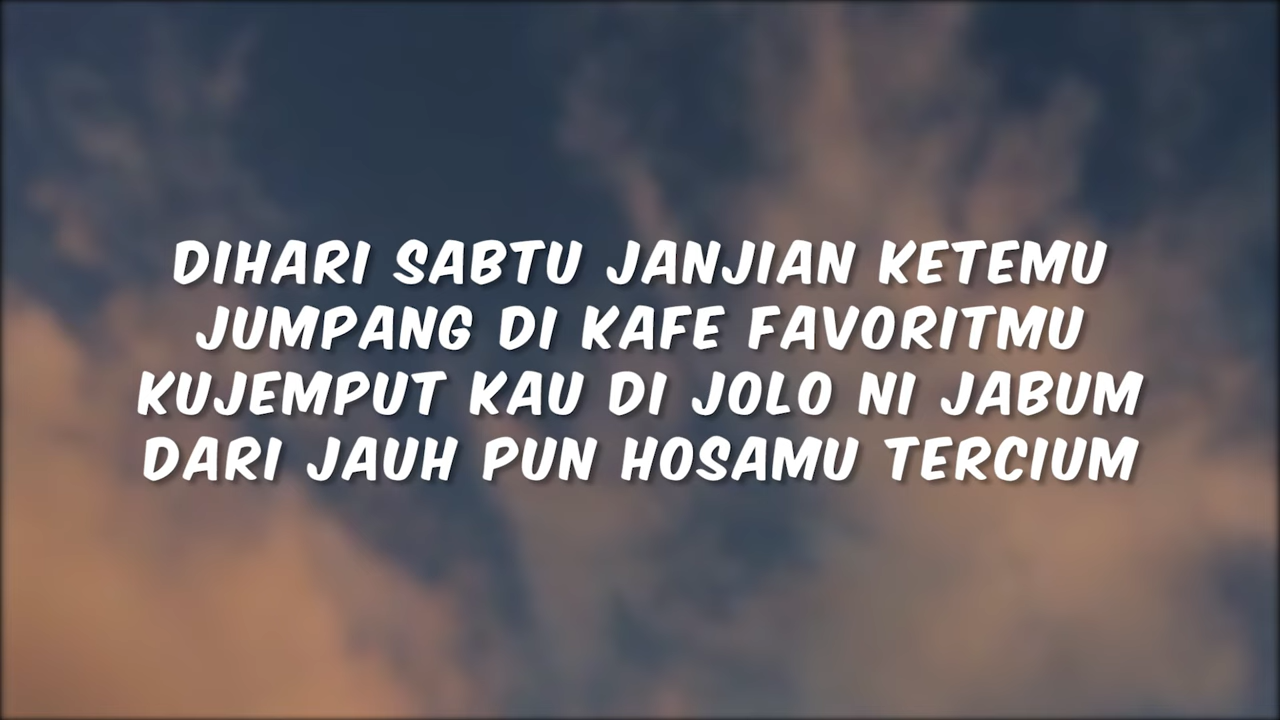 DIHARI SABTU JANJIAN KETEMU
JUMPANG DI KAFE FAVORITMU
KUJEMPUT KAU DI JOLO NI JABUM
DARI JAUH PUN HOSAMU TERCIUM